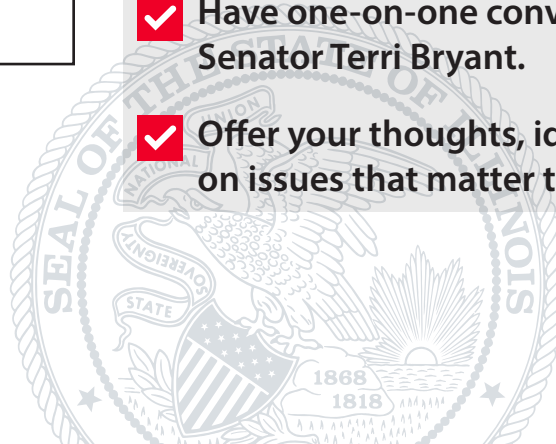 Have one-on-one conv
Senator Terri Bryant.
Offer your thoughts, id
on issues that matter t
SEAL OF THE STATE OF ILLINOIS
NATIONAL UNION
STATE SOVEREIGNTY
1868
1818